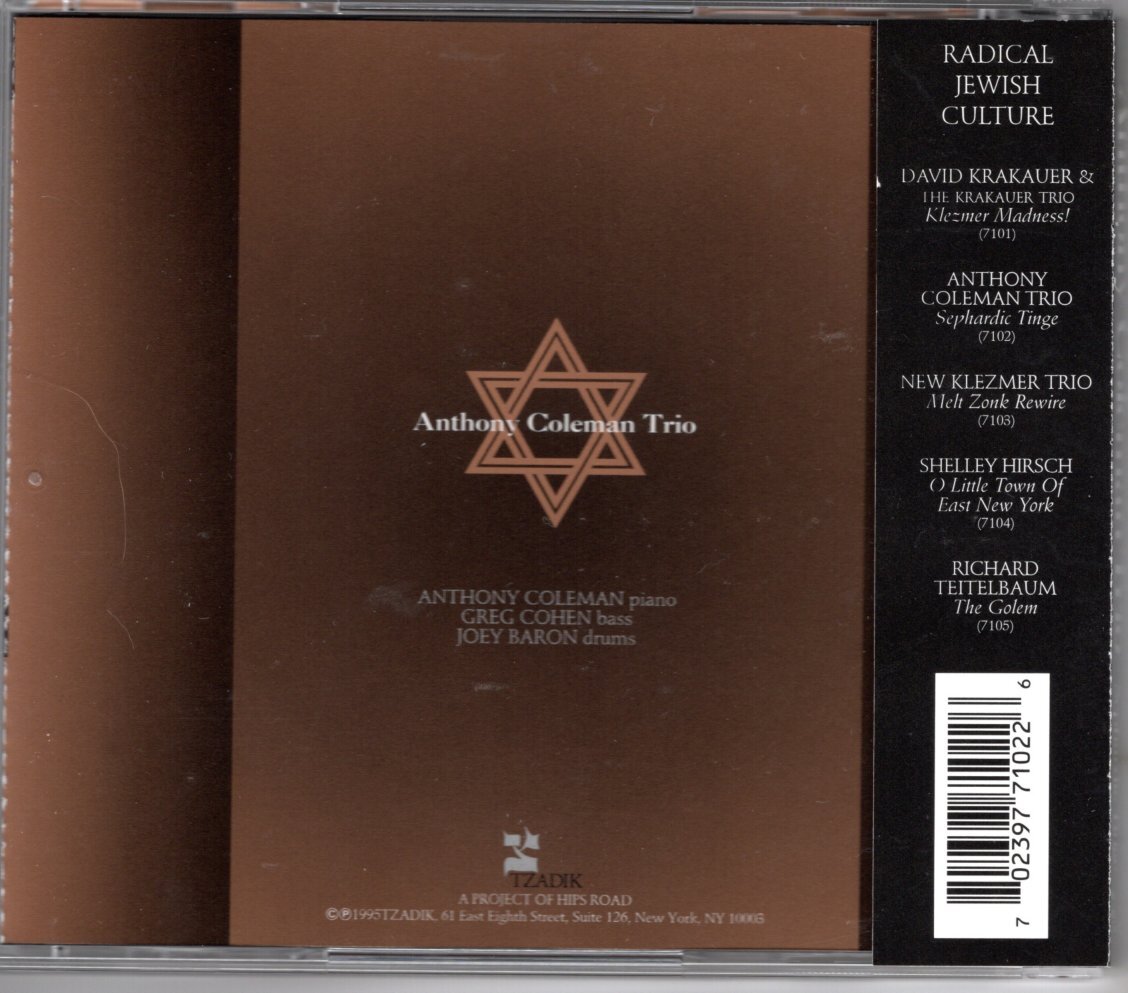 Anthony Coleman Trio
ANTHONY COLEMAN piano
GREG COHEN bass
JOEY BARON drums
צ
TZADIK
A PROJECT OF HIPS ROAD
©℗1995TZADIK, 61 East Eighth Street, Suite 126, New York, NY 10003
RADICAL
JEWISH
CULTURE
DAVID KRAKAUER &
THE KRAKAUER TRIO
Klezmer Madness!
(7101)
ANTHONY
COLEMAN TRIO
Sephardic Tinge
(7102)
NEW KLEZMER TRIO
Melt Zonk Rewire
(7103)
SHELLEY HIRSCH
O Little Town Of
East New York
(7104)
RICHARD
TEITELBAUM
The Golem
(7105)
7 02397 71022 6